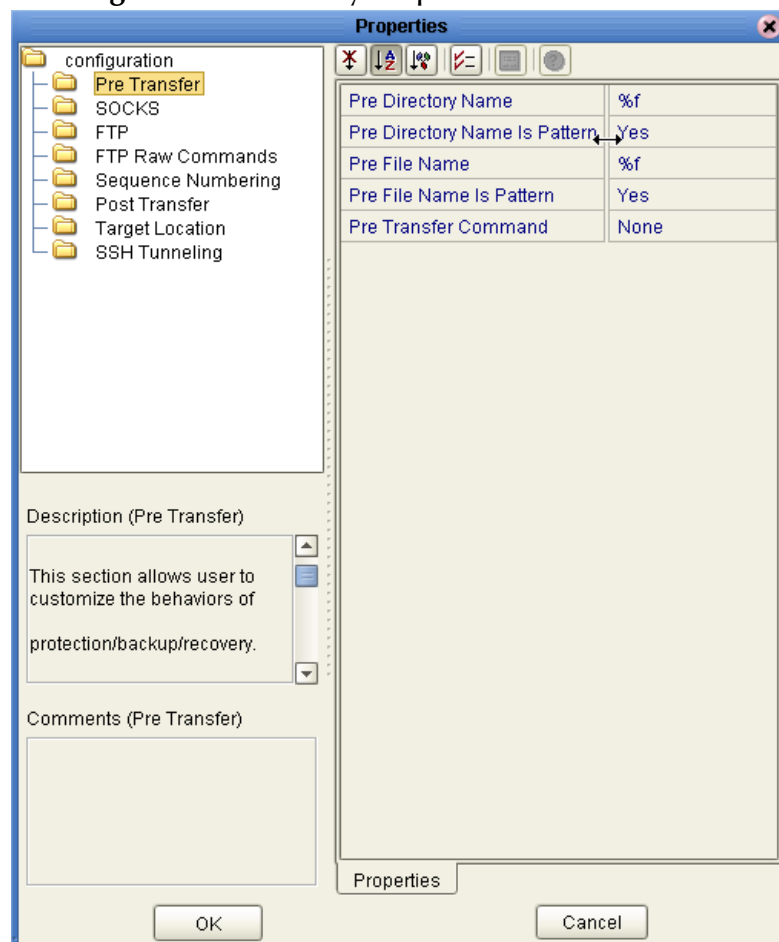 Properties
configuration
Pre Transfer
SOCKS
FTP
FTP Raw Commands
Sequence Numbering
Post Transfer
Target Location
SSH Tunneling
Description (Pre Transfer)
This section allows user to
customize the behaviors of
protection/backup/recovery.
Comments (Pre Transfer)
Pre Directory Name %f
Pre Directory Name Is Pattern Yes
Pre File Name %f
Pre File Name Is Pattern Yes
Pre Transfer Command None
Properties
OK
Cancel